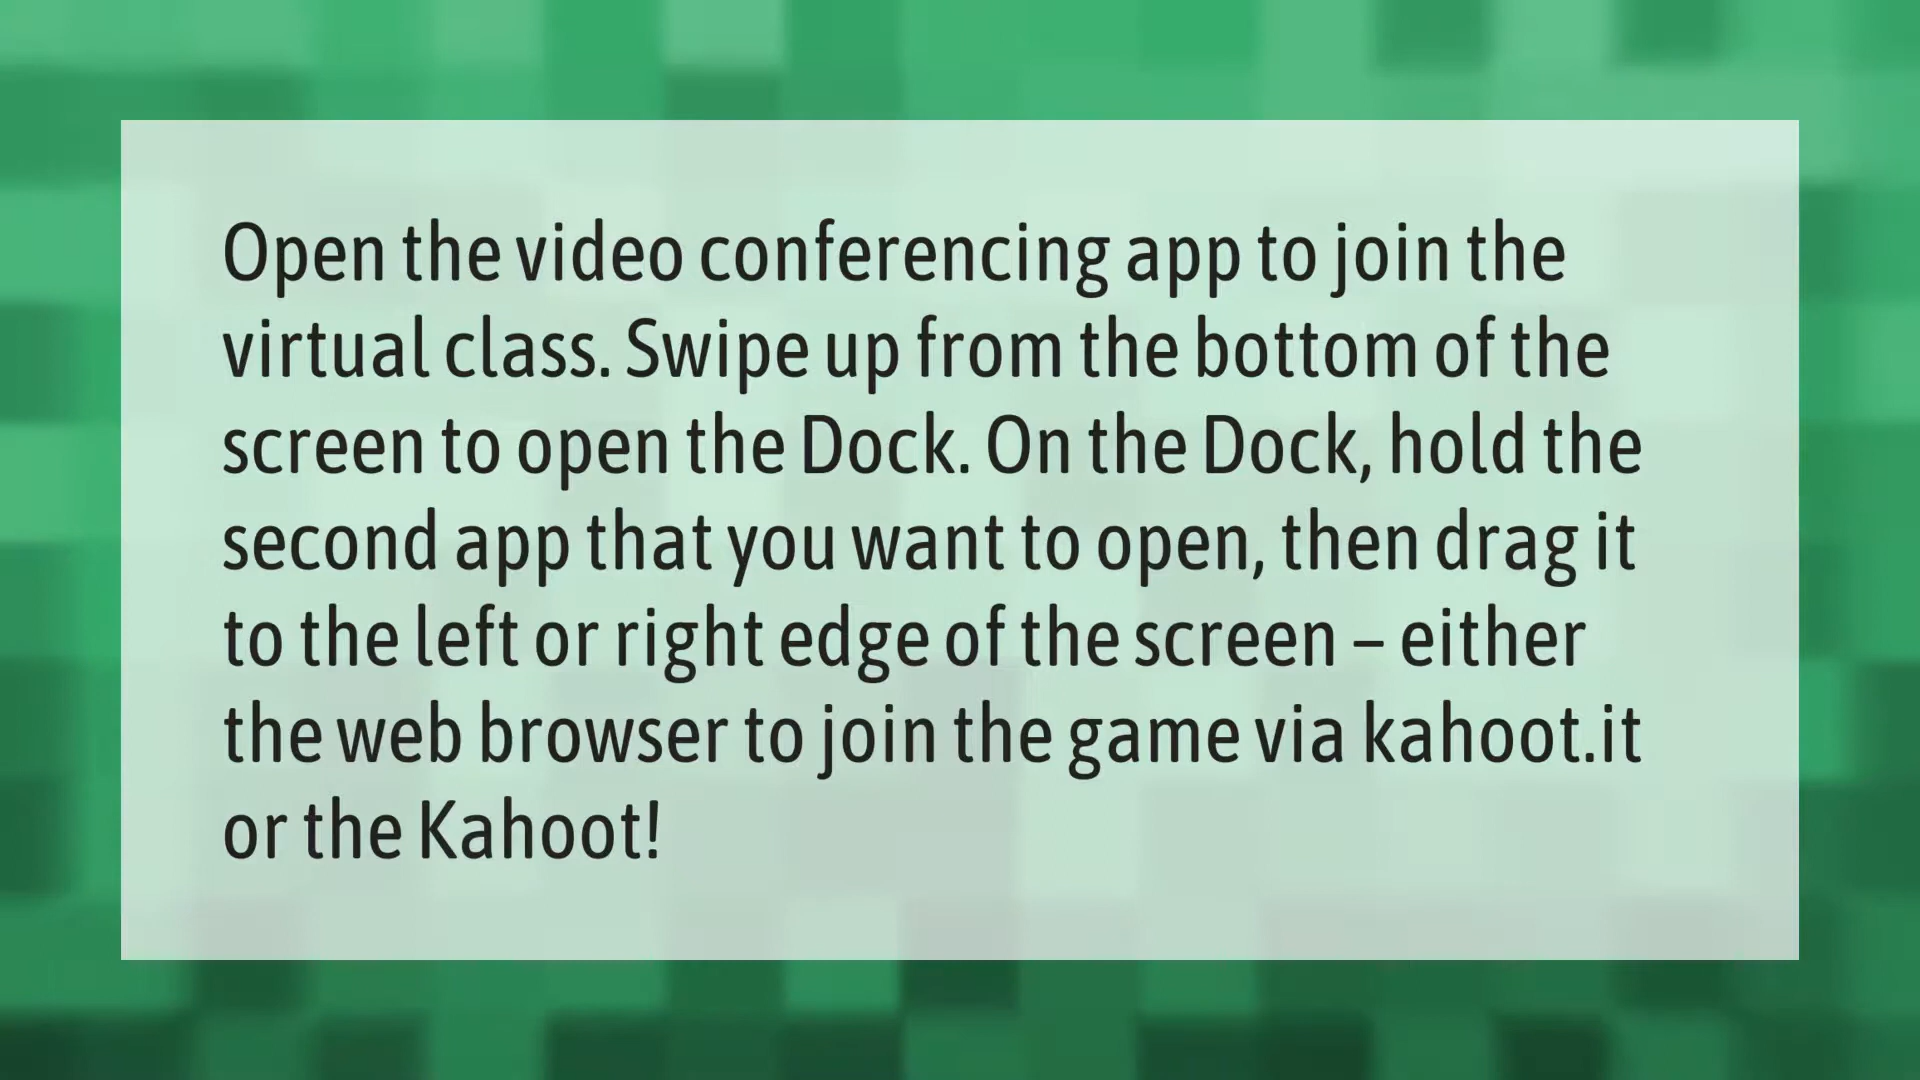 Open the video conferencing app to join the
virtual class. Swipe up from the bottom of the
screen to open the Dock. On the Dock, hold the
second app that you want to open, then drag it
to the left or right edge of the screen – either
the web browser to join the game via kahoot.it
or the Kahoot!